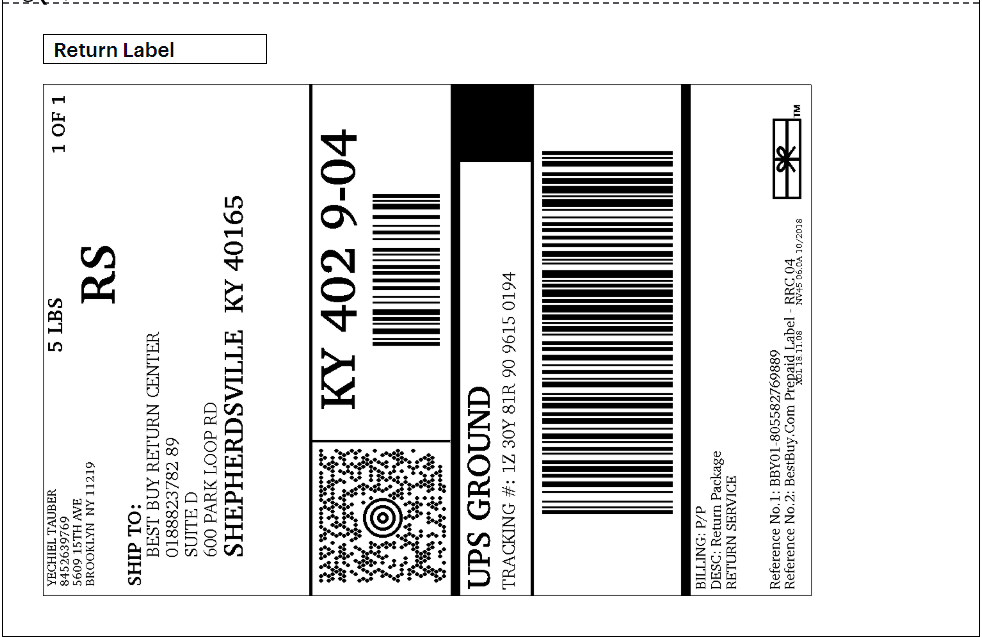 Return Label
YECHIEL TAUBER
8452639769
5609 15TH AVE
BROOKLYN NY 11219
5 LBS
1 OF 1
RS
SHIP TO:
BEST BUY RETURN CENTER
0188823782 89
SUITE D
600 PARK LOOP RD
SHEPHERDSVILLE KY 40165
KY 402 9-04
UPS GROUND
TRACKING #: 1Z 30Y 81R 90 9615 0194
BILLING: P/P
DESC: Return Package
RETURN SERVICE
Reference No.1: BBY01-805582769889
Reference No.2: BestBuy.Com Prepaid Label - RRC 04
XOL 18.11.08
NV45 06.0A 10/2018
TM